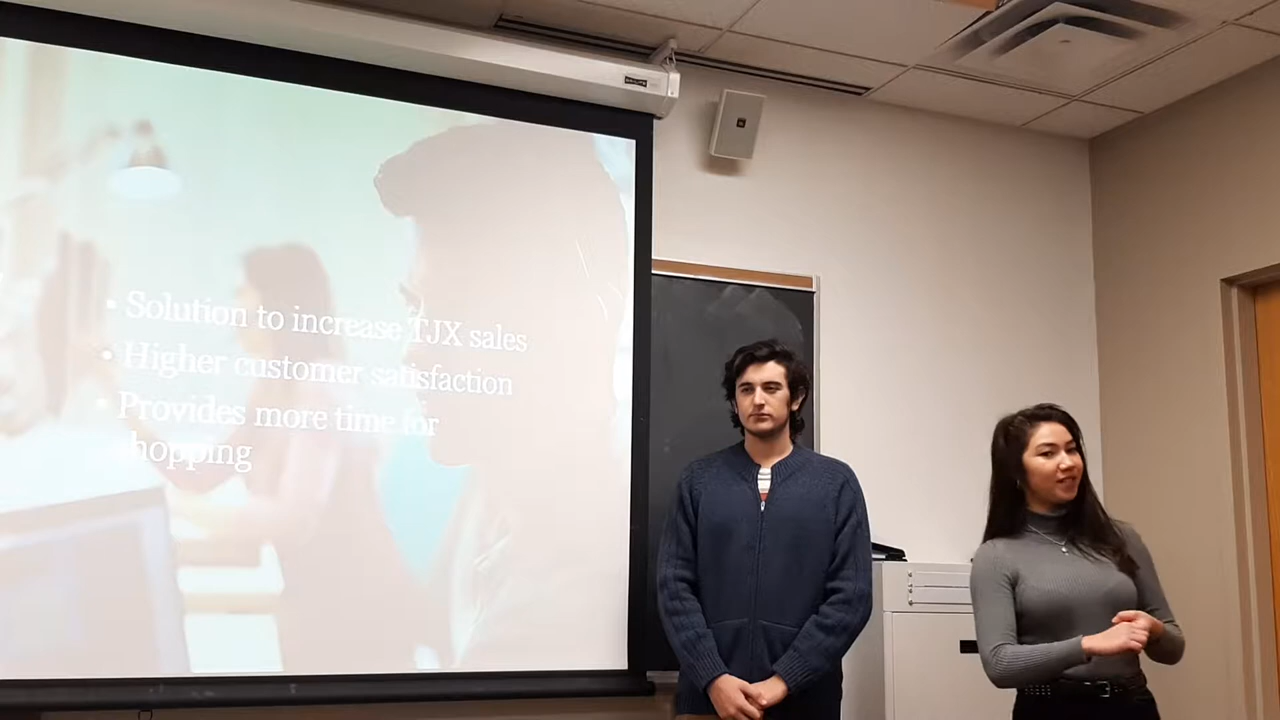 • Solution to increase TJX sales
• Higher customer satisfaction
• Provides more time for
shopping